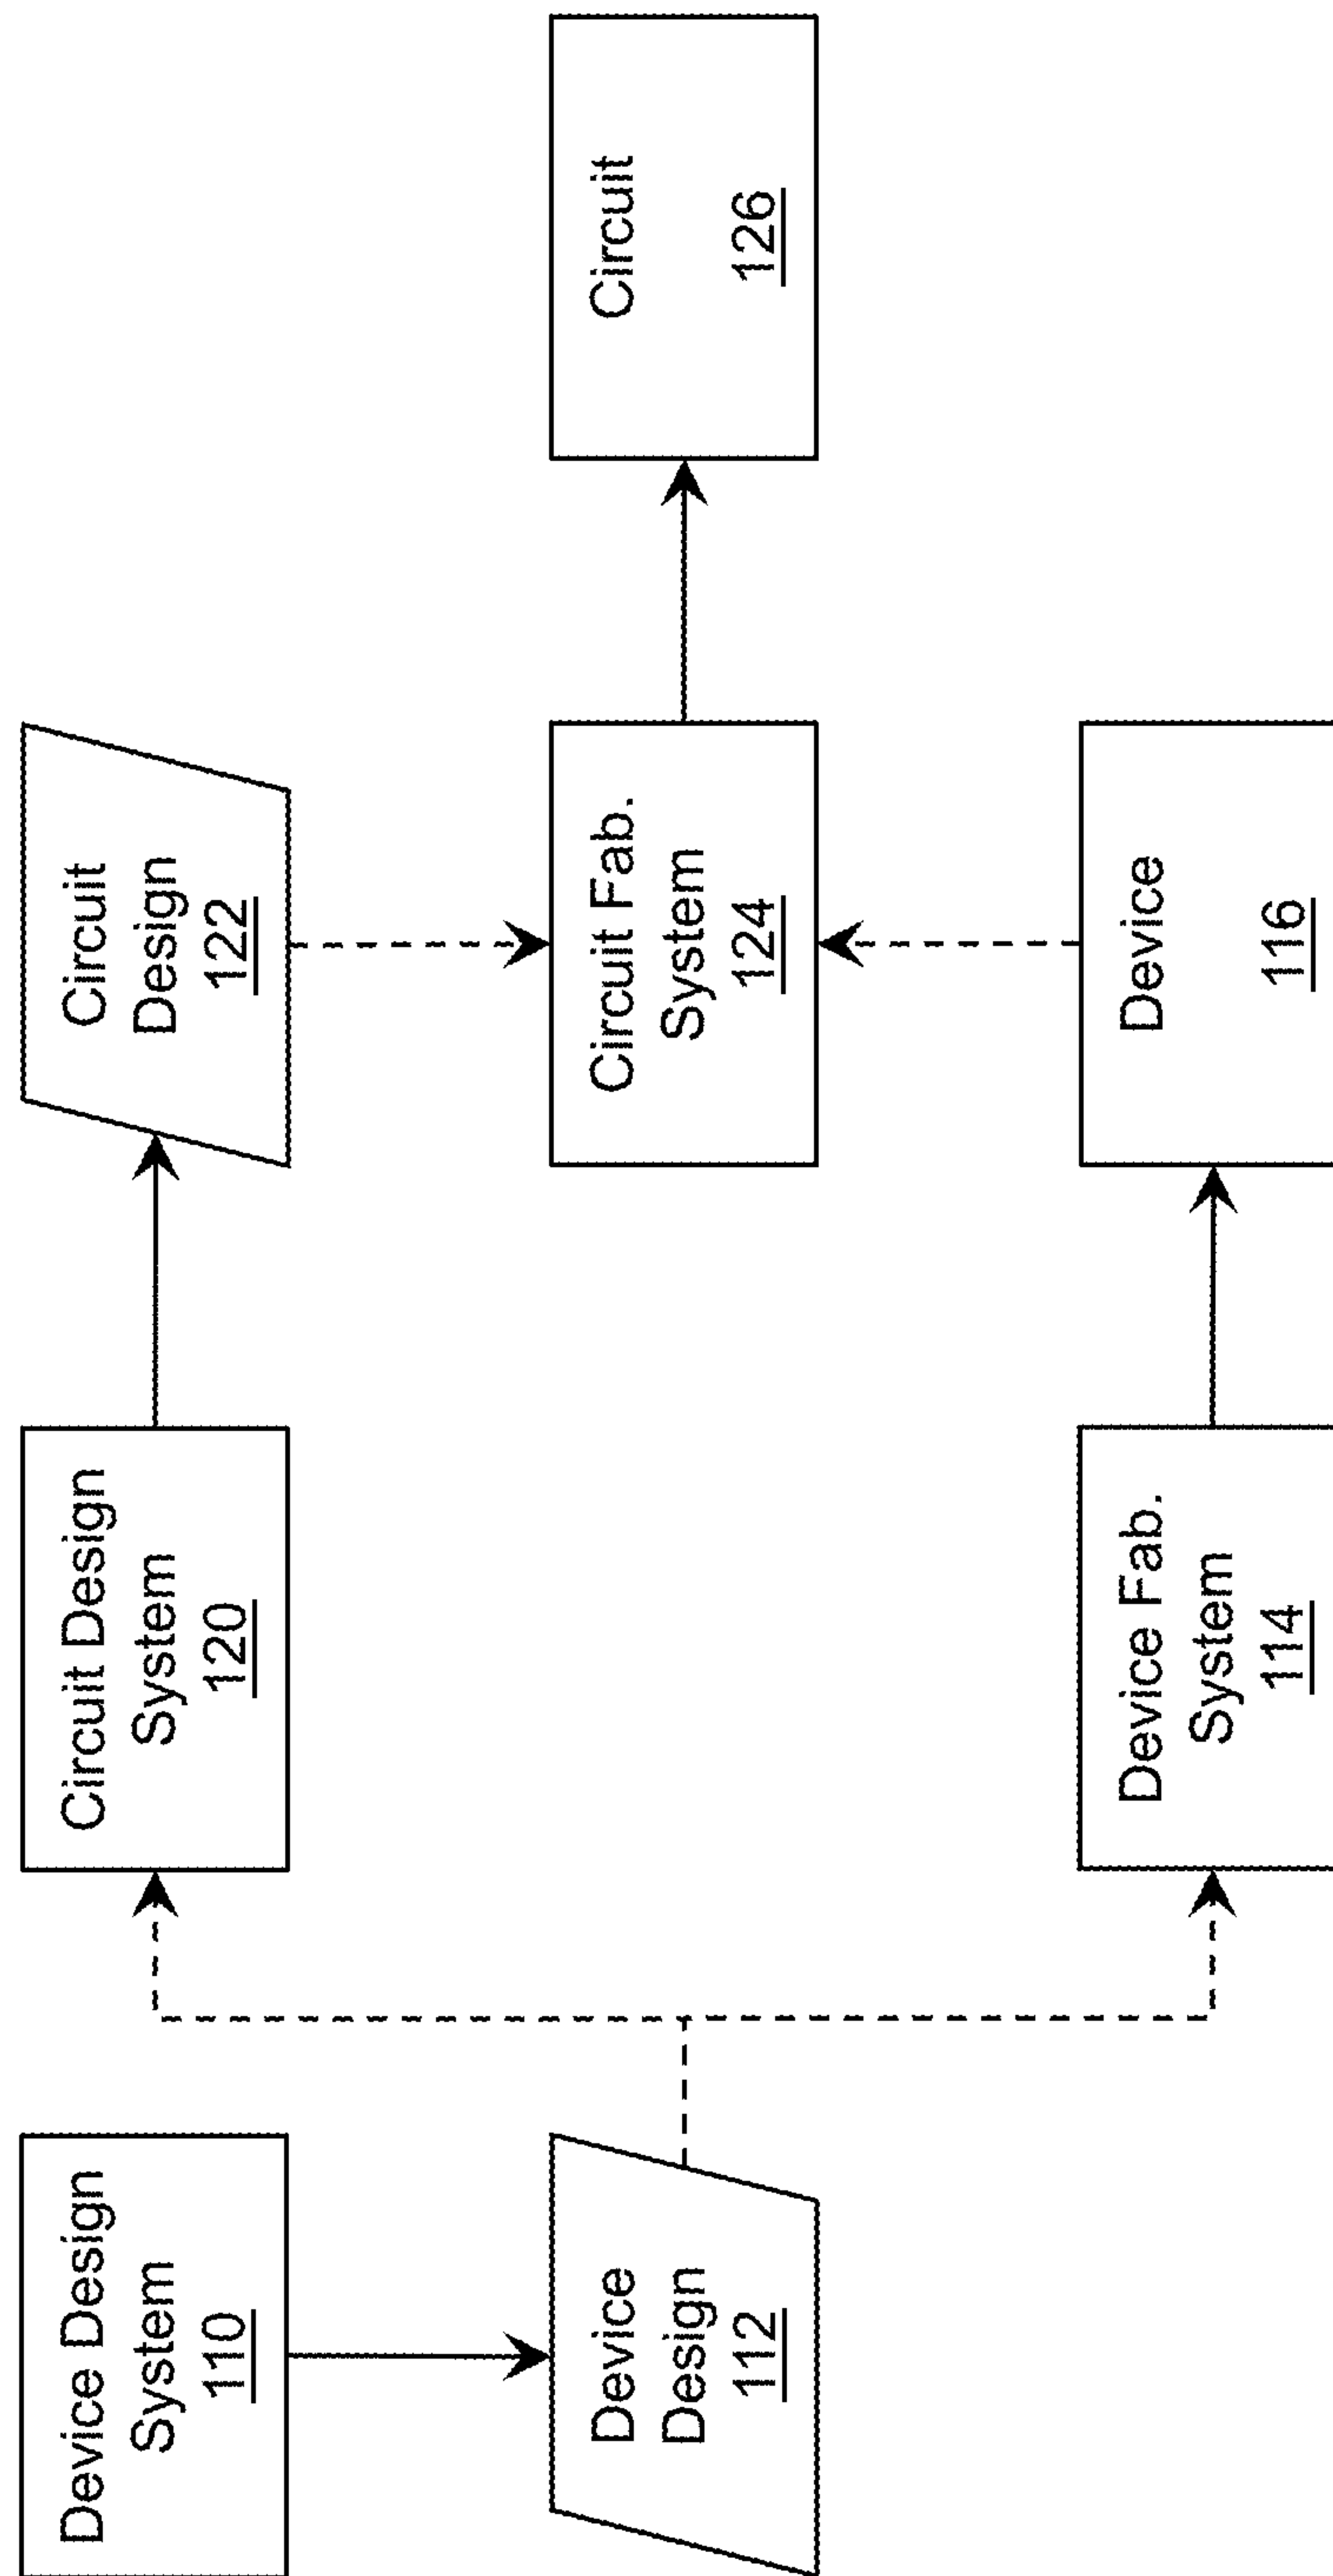 Device Design
System
110
Device
Design
112
Circuit Design
System
120
Device Fab.
System
114
Circuit
Design
122
Circuit Fab.
System
124
Device
116
Circuit
126